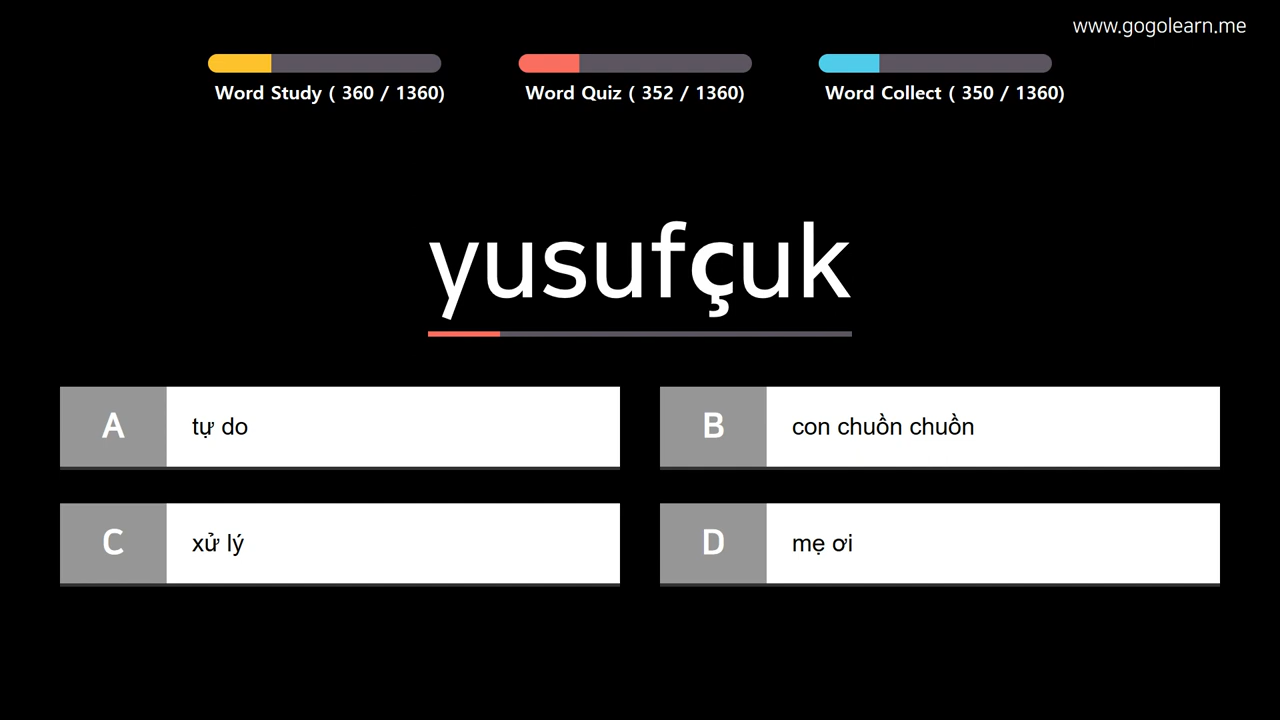 www.gogolearn.me
Word Study ( 360 / 1360)
Word Quiz ( 352 / 1360)
Word Collect ( 350 / 1360)
yusufçuk
A
tự do
B
con chuồn chuồn
C
xử lý
D
mẹ ơi